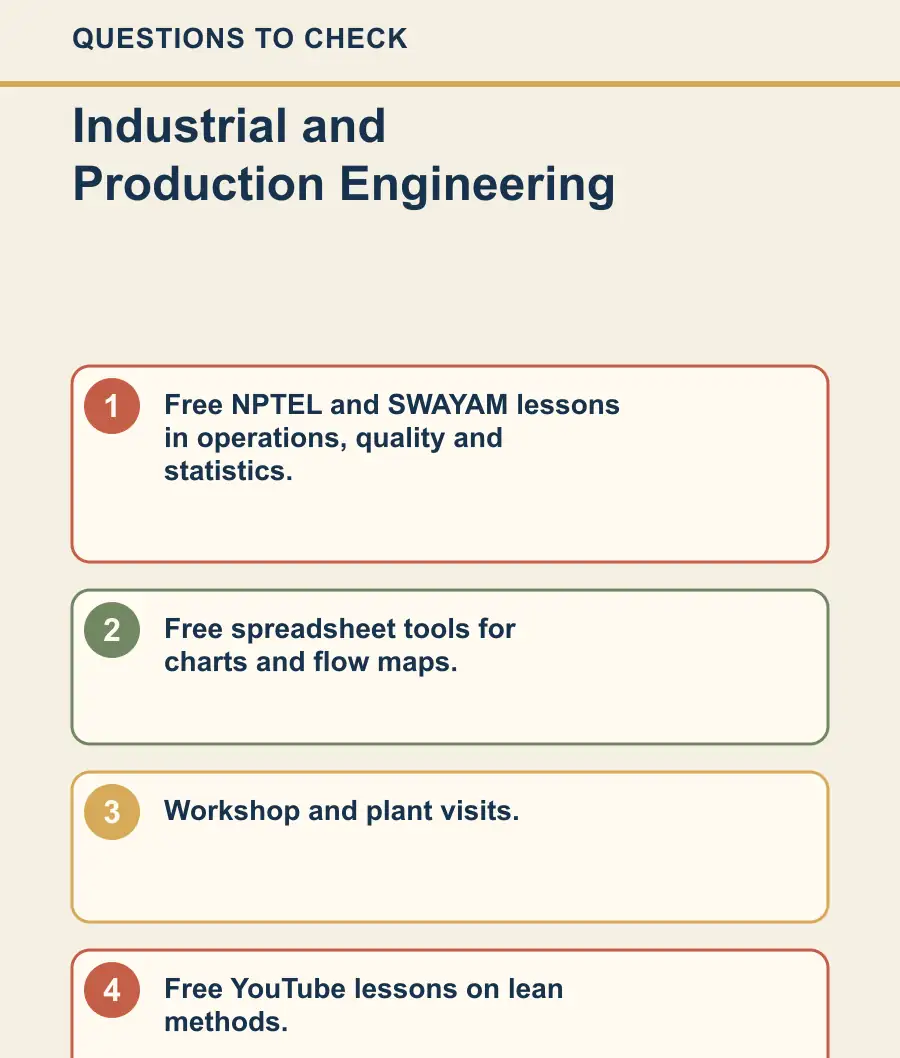 QUESTIONS TO CHECK
Industrial and
Production Engineering
1
Free NPTEL and SWAYAM lessons
in operations, quality and
statistics.
2
Free spreadsheet tools for
charts and flow maps.
3
Workshop and plant visits.
4
Free YouTube lessons on lean
methods.